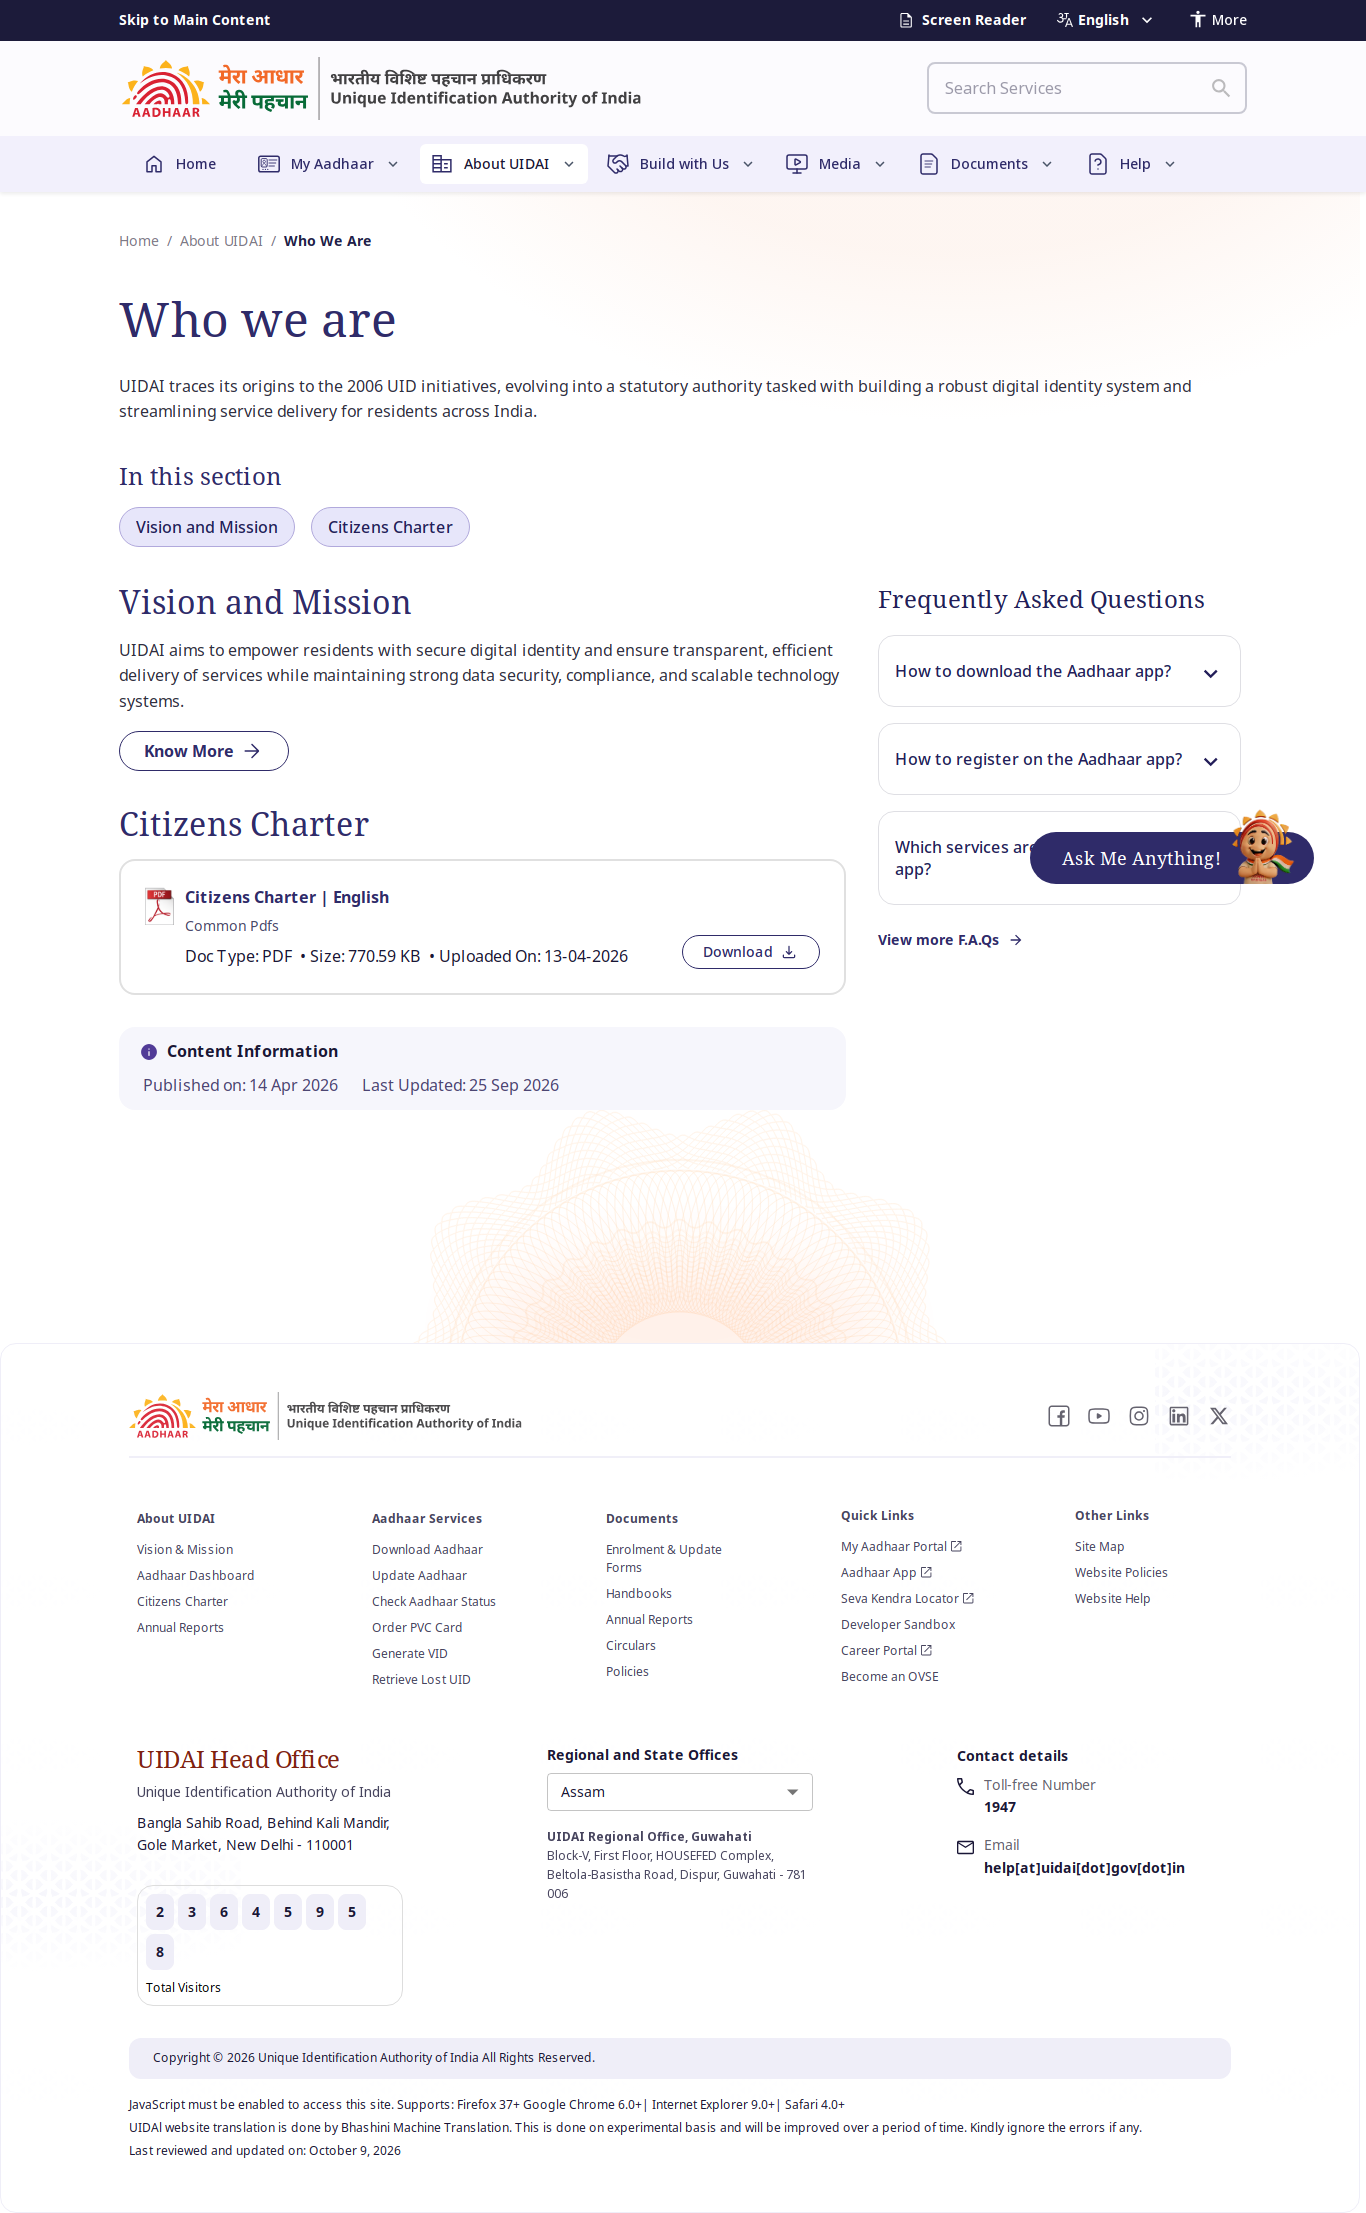 Skip to Main Content
Screen Reader
English
More
मेरा आधार
मेरी पहचान
AADHAAR
भारतीय विशिष्ट पहचान प्राधिकरण
Unique Identification Authority of India
Search Services
Home
My Aadhaar
About UIDAI
Build with Us
Media
Documents
Help
Home / About UIDAI / Who We Are
Who we are
UIDAI traces its origins to the 2006 UID initiatives, evolving into a statutory authority tasked with building a robust digital identity system and
streamlining service delivery for residents across India.
In this section
Vision and Mission
Citizens Charter
Vision and Mission
UIDAI aims to empower residents with secure digital identity and ensure transparent, efficient
delivery of services while maintaining strong data security, compliance, and scalable technology
systems.
Know More
Citizens Charter
PDF
Citizens Charter | English
Common Pdfs
Doc Type: PDF • Size: 770.59 KB • Uploaded On: 13-04-2026
Download
Content Information
Published on: 14 Apr 2026 Last Updated: 25 Sep 2026
Frequently Asked Questions
How to download the Aadhaar app?
How to register on the Aadhaar app?
Which services are
app?
Ask Me Anything!
View more F.A.Qs
मेरा आधार
मेरी पहचान
AADHAAR
भारतीय विशिष्ट पहचान प्राधिकरण
Unique Identification Authority of India
About UIDAI
Vision & Mission
Aadhaar Dashboard
Citizens Charter
Annual Reports
Aadhaar Services
Download Aadhaar
Update Aadhaar
Check Aadhaar Status
Order PVC Card
Generate VID
Retrieve Lost UID
Documents
Enrolment & Update
Forms
Handbooks
Annual Reports
Circulars
Policies
Quick Links
My Aadhaar Portal
Aadhaar App
Seva Kendra Locator
Developer Sandbox
Career Portal
Become an OVSE
Other Links
Site Map
Website Policies
Website Help
UIDAI Head Office
Unique Identification Authority of India
Bangla Sahib Road, Behind Kali Mandir,
Gole Market, New Delhi - 110001
2 3 6 4 5 9 5
8
Total Visitors
Regional and State Offices
Assam
UIDAI Regional Office, Guwahati
Block-V, First Floor, HOUSEFED Complex,
Beltola-Basistha Road, Dispur, Guwahati - 781
006
Contact details
Toll-free Number
1947
Email
help[at]uidai[dot]gov[dot]in
Copyright © 2026 Unique Identification Authority of India All Rights Reserved.
JavaScript must be enabled to access this site. Supports: Firefox 37+ Google Chrome 6.0+| Internet Explorer 9.0+| Safari 4.0+
UIDAl website translation is done by Bhashini Machine Translation. This is done on experimental basis and will be improved over a period of time. Kindly ignore the errors if any.
Last reviewed and updated on: October 9, 2026